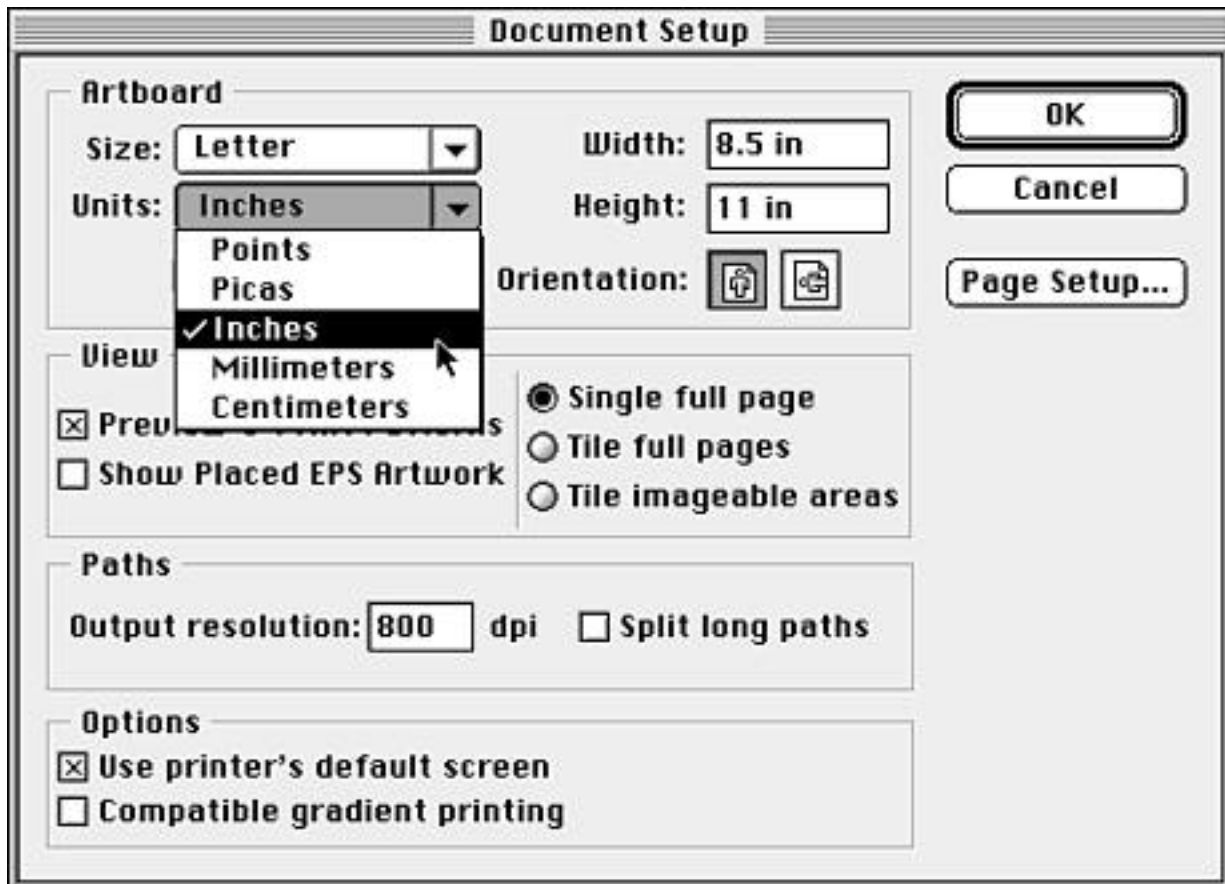 Document Setup
Artboard
Size: Letter
Width: 8.5 in
OK
Units: Inches
Height: 11 in
Cancel
Points
Picas
Inches
Millimeters
Centimeters
Orientation:
Page Setup...
View
Single full page
Tile full pages
Tile imageable areas
Show Placed EPS Artwork
Paths
Output resolution: 800 dpi
Split long paths
Options
Use printer's default screen
Compatible gradient printing